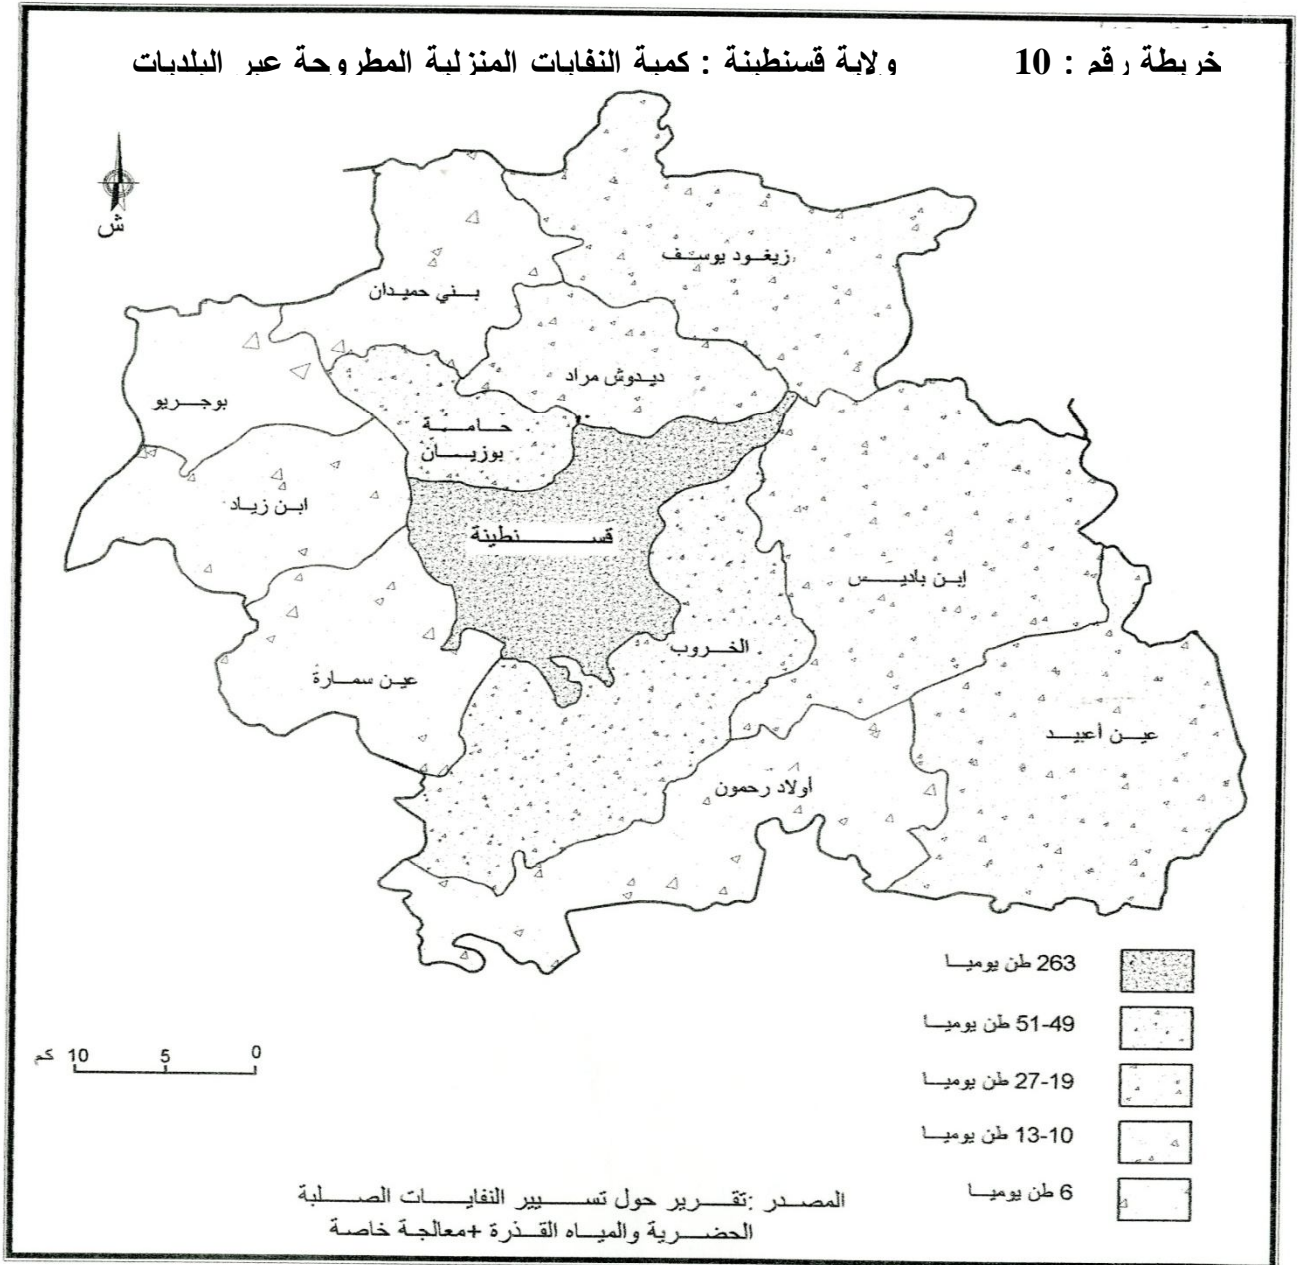 خريطة رقم : 10 ولاية قسنطينة : كمية النفايات المنزلية المطروحة عبر البلديات
ش
زيغود يوسف
بني حميدان
ديدوش مراد
بوجريو
حامة
بوزيان
ابن زياد
قسنطينة
إبن باديس
الخروب
عين سمارة
عين أعبيد
أولاد رحمون
263 طن يوميا
51-49 طن يوميا
27-19 طن يوميا
13-10 طن يوميا
6 طن يوميا
0 5 10 كم
المصدر :تقرير حول تسيير النفايات الصلبة
الحضرية والمياه القذرة +معالجة خاصة